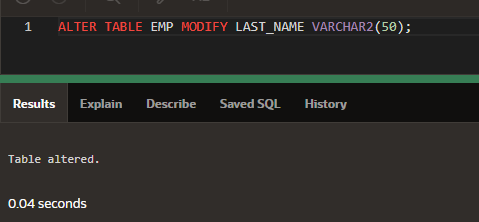 1 ALTER TABLE EMP MODIFY LAST_NAME VARCHAR2(50);
Results Explain Describe Saved SQL History
Table altered.
0.04 seconds